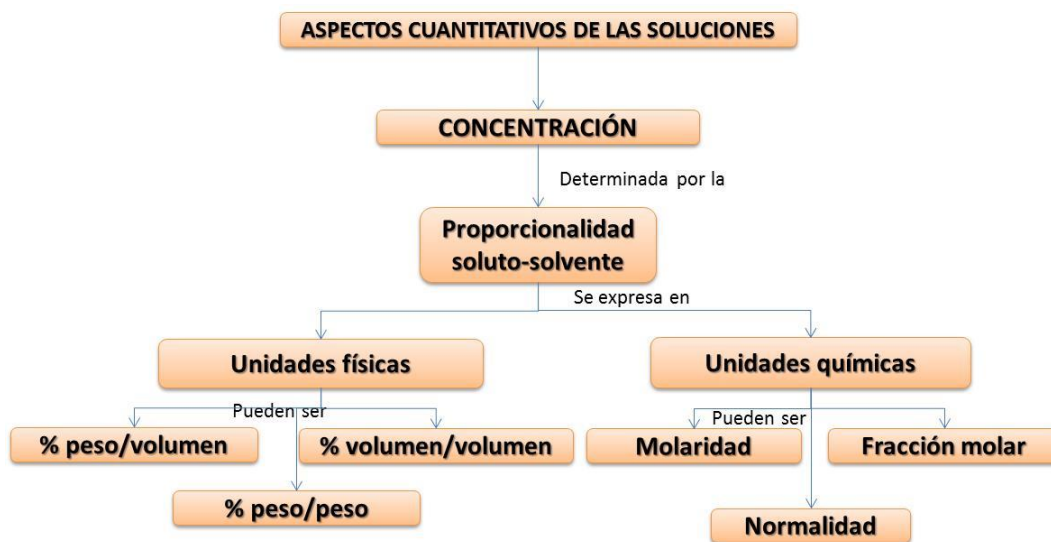 ASPECTOS CUANTITATIVOS DE LAS SOLUCIONES
CONCENTRACIÓN
Determinada por la
Proporcionalidad
soluto-solvente
Se expresa en
Unidades físicas
Unidades químicas
Pueden ser
Pueden ser
% peso/volumen
% volumen/volumen
Molaridad
Fracción molar
% peso/peso
Normalidad